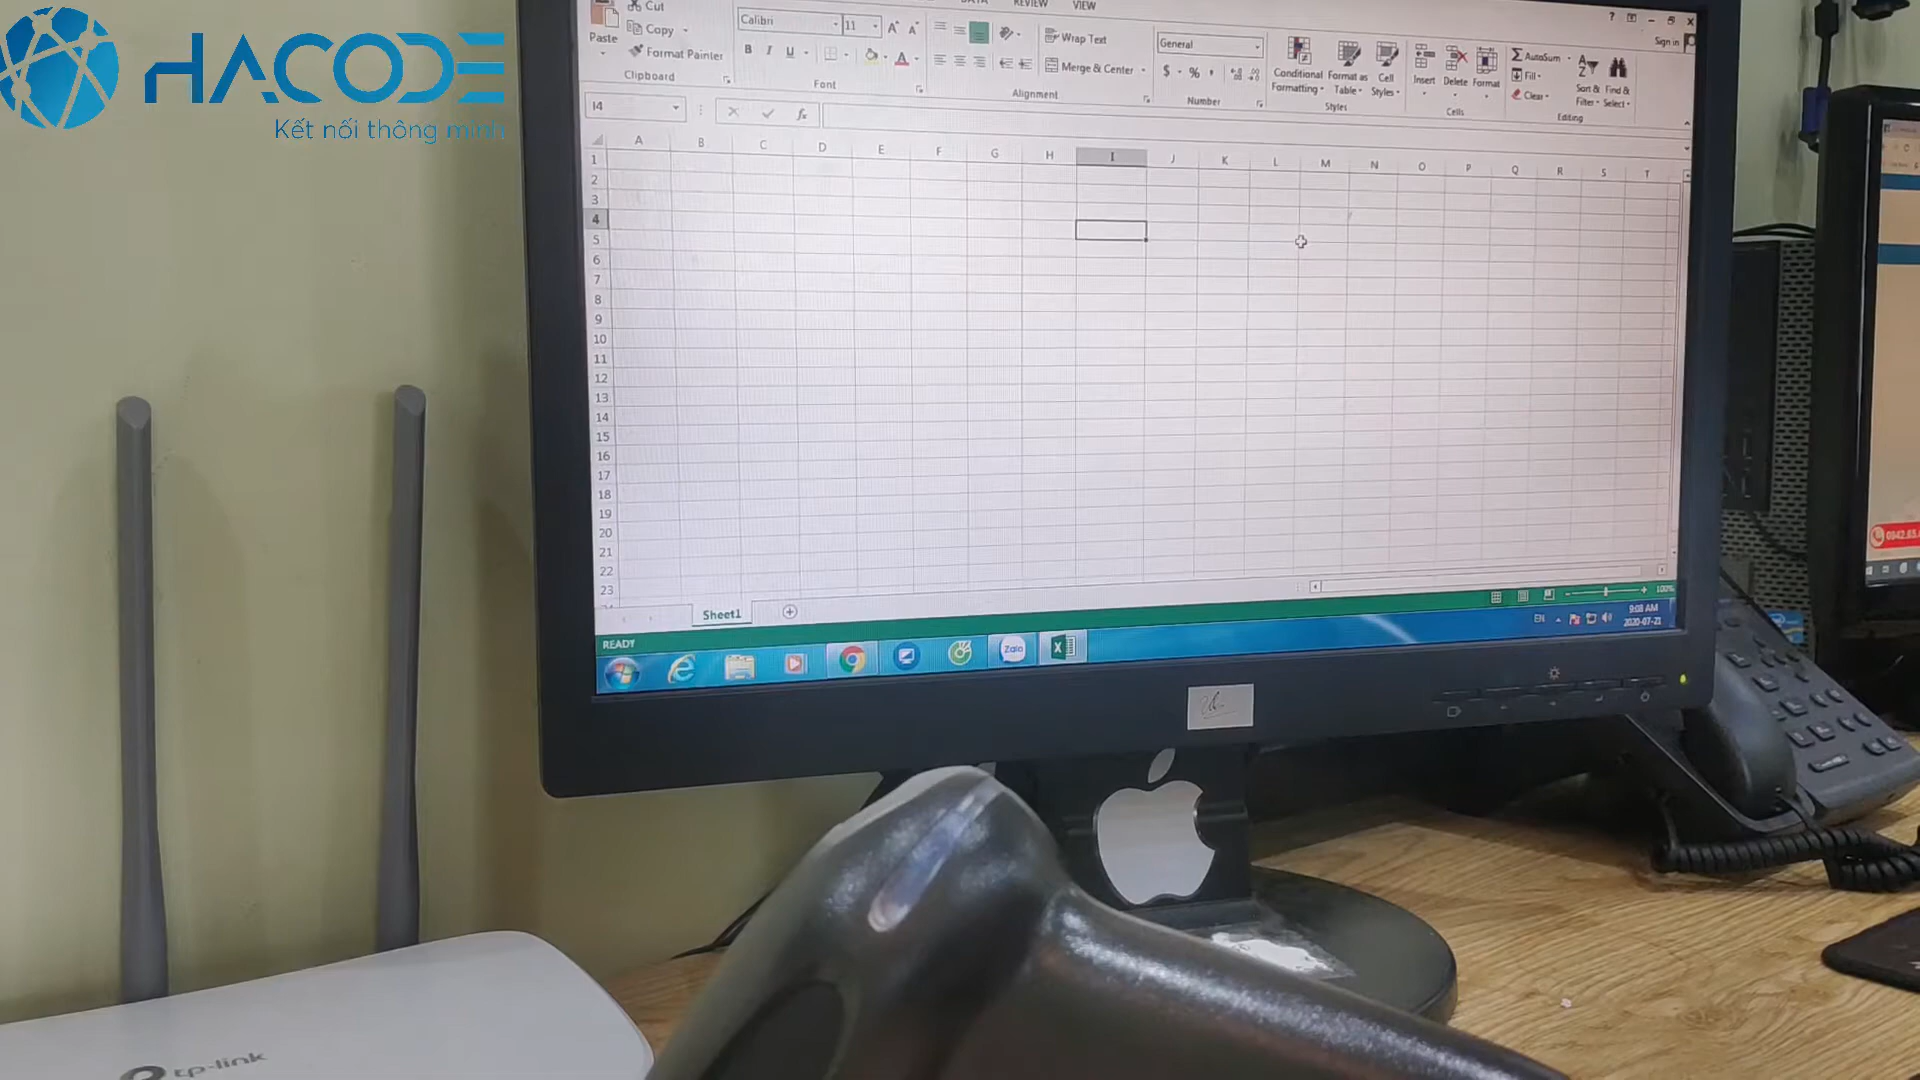 HACODE
Kết nối thông minh
REVIEW VIEW
Sign in
Cut
Copy
Format Painter
Paste
Clipboard
Calibri 11
B I U
Font
Wrap Text
Merge & Center
Alignment
General
$ % ,
Number
Conditional Formatting
Format as Table
Cell Styles
Styles
Insert Delete Format
Cells
AutoSum
Fill
Clear
Sort & Filter
Find & Select
Editing
I4
fx
A B C D E F G H I J K L M N O P Q R S T
1
2
3
4
5
6
7
8
9
10
11
12
13
14
15
16
17
18
19
20
21
22
23
Sheet1
READY
100%
Zalo
EN
9:08 AM
2020-07-21
0942.65
tp-link